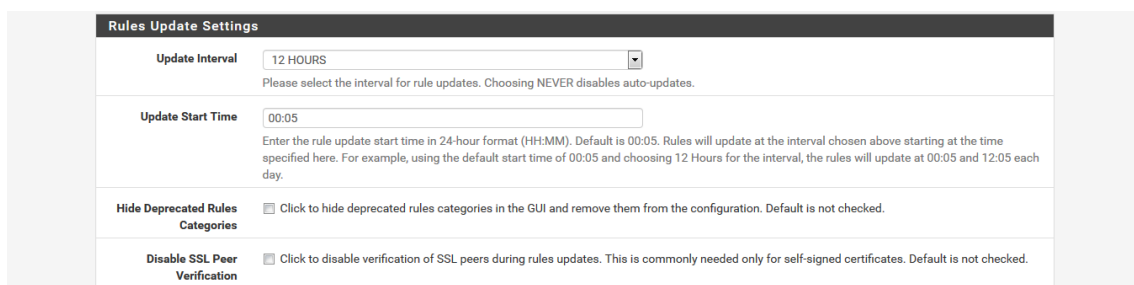 Rules Update Settings
Update Interval
12 HOURS
Please select the interval for rule updates. Choosing NEVER disables auto-updates.
Update Start Time
00:05
Enter the rule update start time in 24-hour format (HH:MM). Default is 00:05. Rules will update at the interval chosen above starting at the time
specified here. For example, using the default start time of 00:05 and choosing 12 Hours for the interval, the rules will update at 00:05 and 12:05 each
day.
Hide Deprecated Rules
Categories
Click to hide deprecated rules categories in the GUI and remove them from the configuration. Default is not checked.
Disable SSL Peer
Verification
Click to disable verification of SSL peers during rules updates. This is commonly needed only for self-signed certificates. Default is not checked.